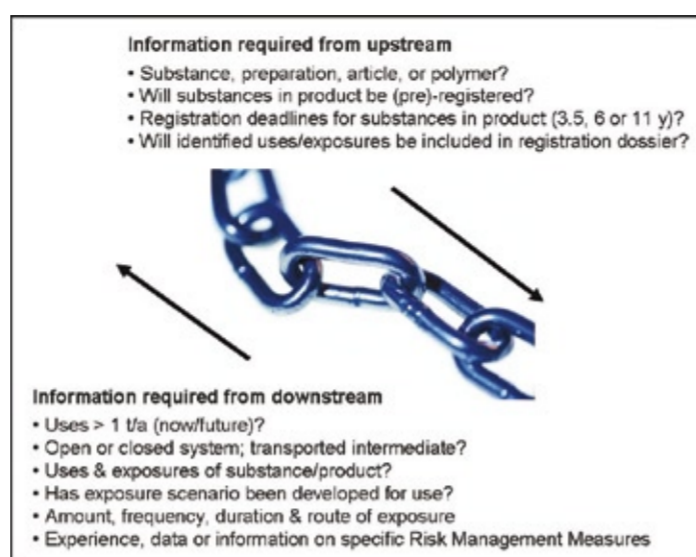 Information required from upstream
• Substance, preparation, article, or polymer?
• Will substances in product be (pre)-registered?
• Registration deadlines for substances in product (3.5, 6 or 11 y)?
• Will identified uses/exposures be included in registration dossier?
Information required from downstream
• Uses > 1 t/a (now/future)?
• Open or closed system; transported intermediate?
• Uses & exposures of substance/product?
• Has exposure scenario been developed for use?
• Amount, frequency, duration & route of exposure
• Experience, data or information on specific Risk Management Measures